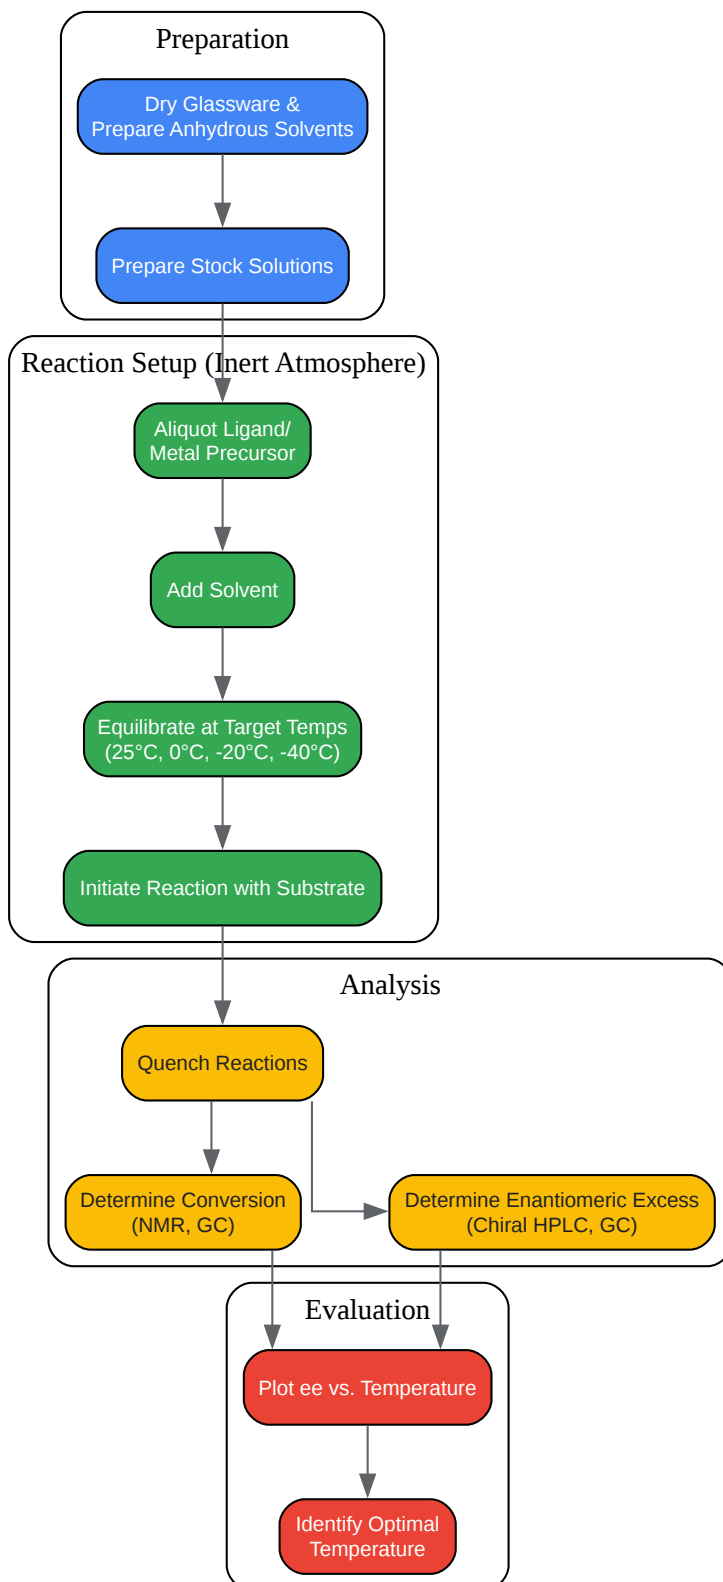 Preparation
Dry Glassware &
Prepare Anhydrous Solvents
Prepare Stock Solutions
Reaction Setup (Inert Atmosphere)
Aliquot Ligand/
Metal Precursor
Add Solvent
Equilibrate at Target Temps
(25°C, 0°C, -20°C, -40°C)
Initiate Reaction with Substrate
Analysis
Quench Reactions
Determine Conversion
(NMR, GC)
Determine Enantiomeric Excess
(Chiral HPLC, GC)
Evaluation
Plot ee vs. Temperature
Identify Optimal
Temperature